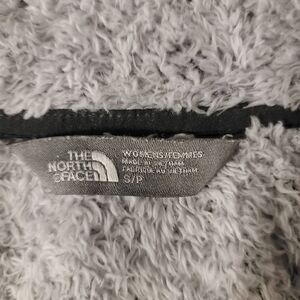 THE
NORTH
FACE
WOMENS/FEMMES
MADE IN VIETNAM
FABRIQUÉ AU VIETNAM
S/P